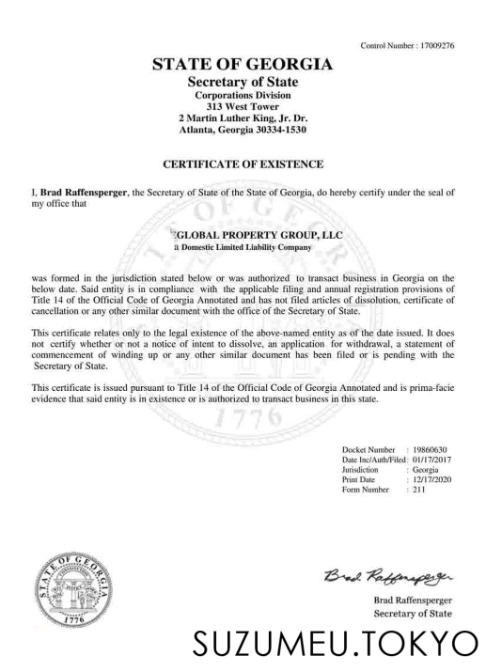 Control Number : 17009276
STATE OF GEORGIA
Secretary of State
Corporations Division
313 West Tower
2 Martin Luther King, Jr. Dr.
Atlanta, Georgia 30334-1530
CERTIFICATE OF EXISTENCE
I, Brad Raffensperger, the Secretary of State of the State of Georgia, do hereby certify under the seal of
my office that
GLOBAL PROPERTY GROUP, LLC
a Domestic Limited Liability Company
was formed in the jurisdiction stated below or was authorized to transact business in Georgia on the
below date. Said entity is in compliance with the applicable filing and annual registration provisions of
Title 14 of the Official Code of Georgia Annotated and has not filed articles of dissolution, certificate of
cancellation or any other similar document with the office of the Secretary of State.
This certificate relates only to the legal existence of the above-named entity as of the date issued. It does
not certify whether or not a notice of intent to dissolve, an application for withdrawal, a statement of
commencement of winding up or any other similar document has been filed or is pending with the
Secretary of State.
This certificate is issued pursuant to Title 14 of the Official Code of Georgia Annotated and is prima-facie
evidence that said entity is in existence or is authorized to transact business in this state.
1776
Docket Number : 19860630
Date Inc/Auth/Filed : 01/17/2017
Jurisdiction : Georgia
Print Date : 12/17/2020
Form Number : 211
STATE OF GEORGIA
1776
Brad Raffensperger
Brad Raffensperger
Secretary of State
SUZUMEU.TOKYO